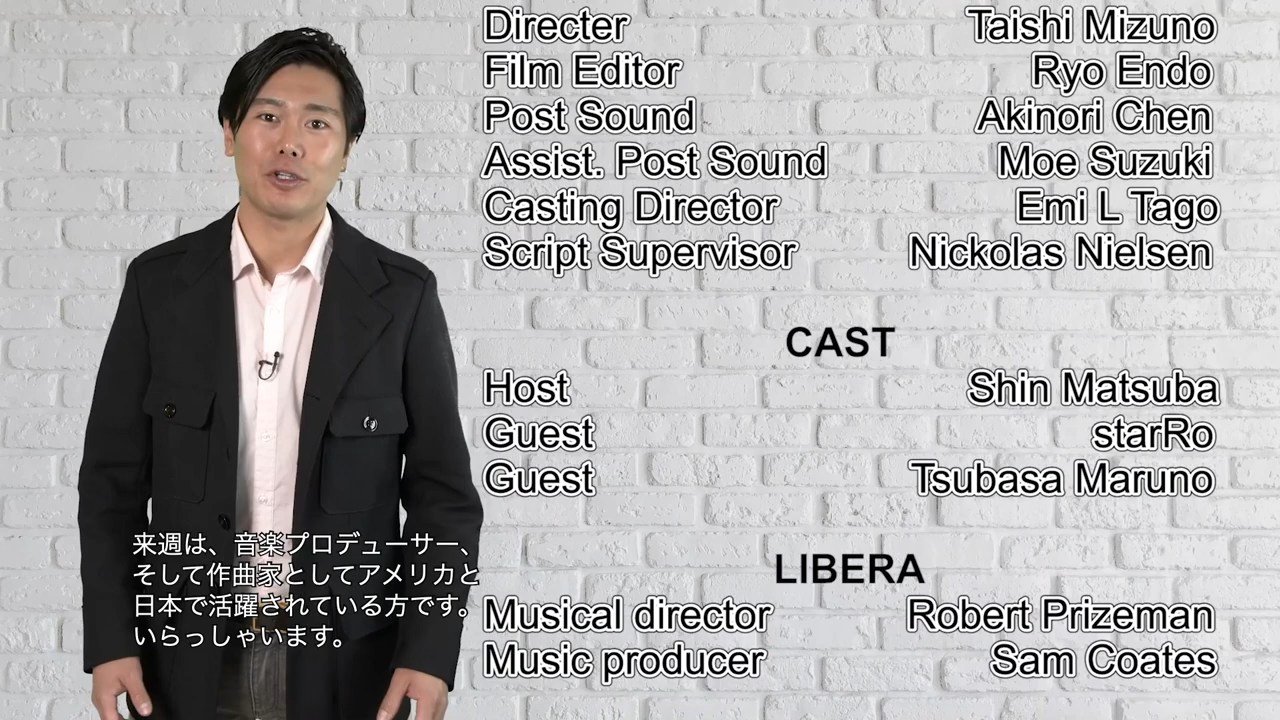 Directer Taishi Mizuno
Film Editor Ryo Endo
Post Sound Akinori Chen
Assist. Post Sound Moe Suzuki
Casting Director Emi L Tago
Script Supervisor Nickolas Nielsen
CAST
Host Shin Matsuba
Guest starRo
Guest Tsubasa Maruno
LIBERA
Musical director Robert Prizeman
Music producer Sam Coates
来週は、音楽プロデューサー、
そして作曲家としてアメリカと
日本で活躍されている方です。
いらっしゃいます。